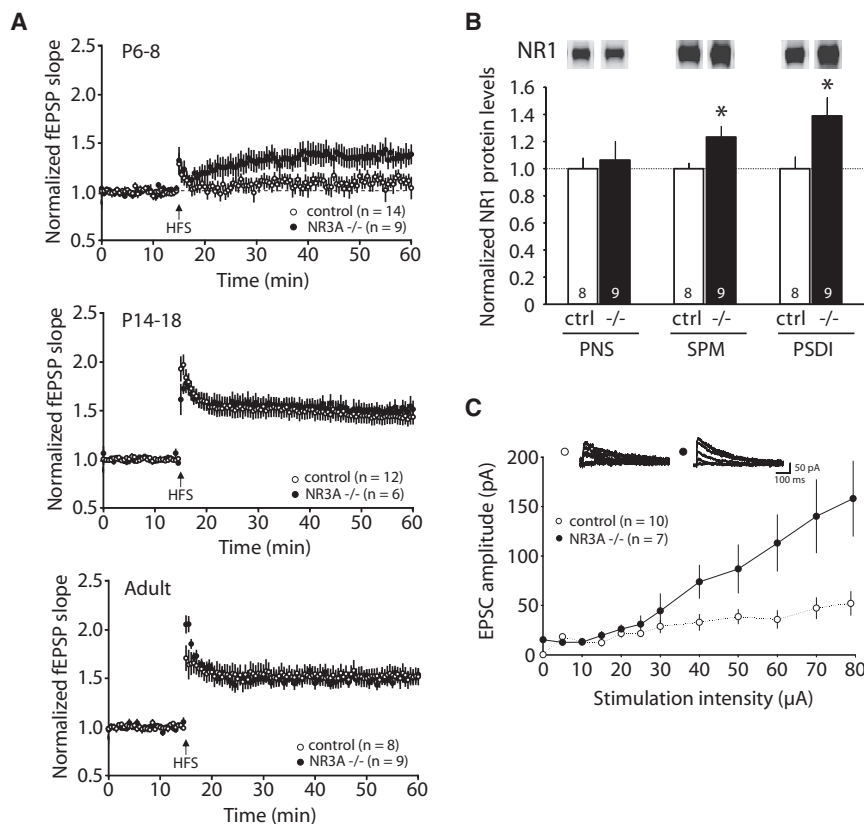 A
P6-8
Normalized fEPSP slope
2.5
2.0
1.5
1.0
0.5
HFS
control (n = 14)
NR3A -/- (n = 9)
0 10 20 30 40 50 60
Time (min)
P14-18
Normalized fEPSP slope
2.5
2.0
1.5
1.0
0.5
HFS
control (n = 12)
NR3A -/- (n = 6)
0 10 20 30 40 50 60
Time (min)
Adult
Normalized fEPSP slope
2.5
2.0
1.5
1.0
0.5
HFS
control (n = 8)
NR3A -/- (n = 9)
0 10 20 30 40 50 60
Time (min)
B
NR1
Normalized NR1 protein levels
1.6
1.4
1.2
1.0
0.8
0.6
0.4
0.2
0
* *
8 9 8 9 8 9
ctrl -/- ctrl -/- ctrl -/-
PNS SPM PSDI
C
EPSC amplitude (pA)
200
150
100
50
0
50 pA
100 ms
control (n = 10)
NR3A -/- (n = 7)
0 10 20 30 40 50 60 70 80
Stimulation intensity (μA)